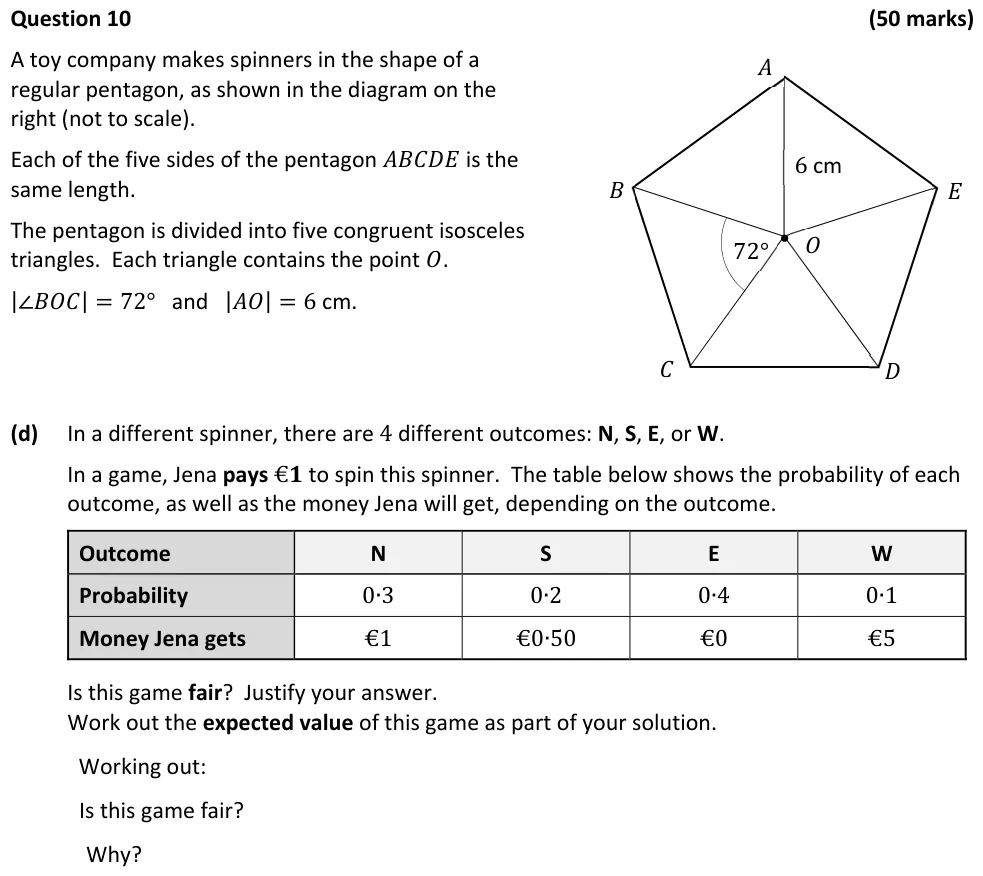 Question 10 (50 marks)
A toy company makes spinners in the shape of a
regular pentagon, as shown in the diagram on the
right (not to scale).
Each of the five sides of the pentagon ABCDE is the
same length.
The pentagon is divided into five congruent isosceles
triangles. Each triangle contains the point O.
|∠BOC| = 72° and |AO| = 6 cm.
A
6 cm
B
E
72°
O
C
D
(d) In a different spinner, there are 4 different outcomes: N, S, E, or W.
In a game, Jena pays €1 to spin this spinner. The table below shows the probability of each
outcome, as well as the money Jena will get, depending on the outcome.
Outcome N S E W
Probability 0·3 0·2 0·4 0·1
Money Jena gets €1 €0·50 €0 €5
Is this game fair? Justify your answer.
Work out the expected value of this game as part of your solution.
Working out:
Is this game fair?
Why?